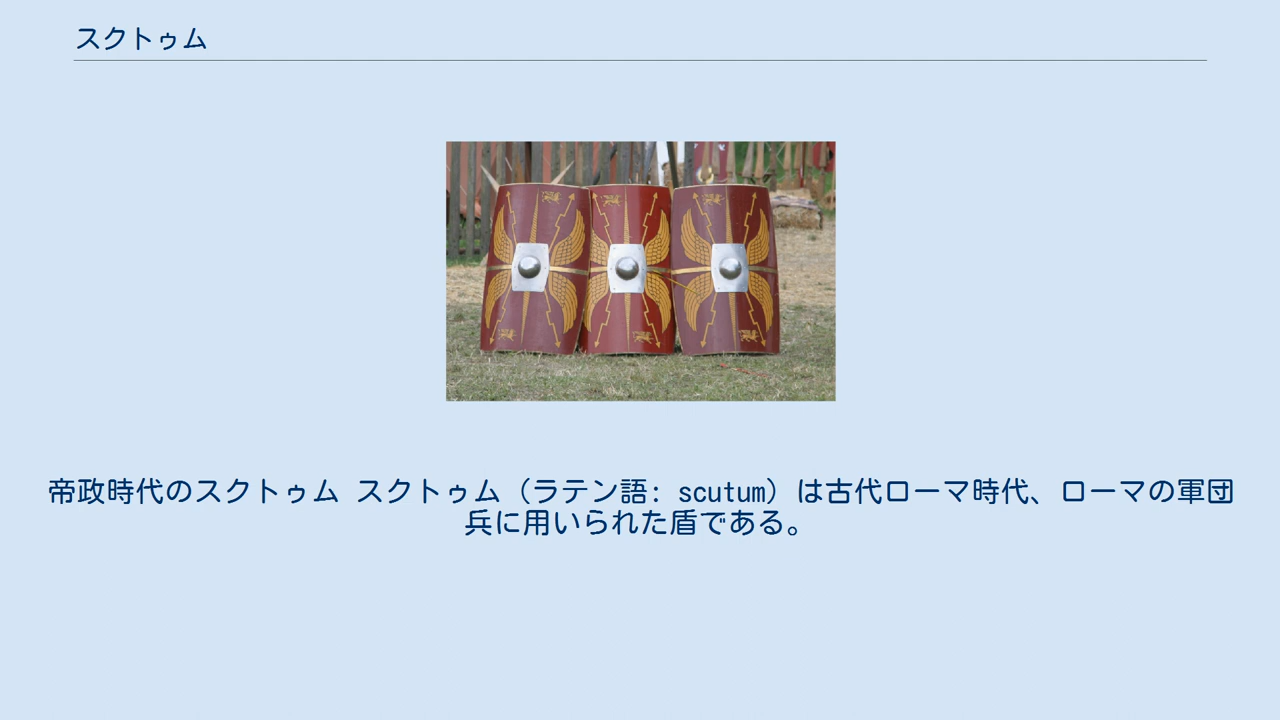 スクトゥム
帝政時代のスクトゥム スクトゥム（ラテン語: scutum）は古代ローマ時代、ローマの軍団
兵に用いられた盾である。